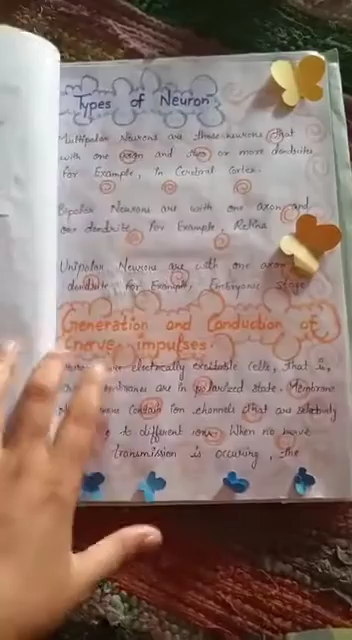 Types of Neuron
Multipolar Neurons are those neurons that
with one axon and two or more dendrites
for Example, In Cerebral Cortex.
Bipolar Neurons are with one axon and
one dendrite. For Example, Retina
Unipolar Neurons are with one axon
dendrite for Example, Embryonic stage
Generation and Conduction of
nerve impulses.
are electrically excitable cells, that is,
membranes are in polarized state. Membrane
contain ion channels that are selectively
to different ions. When no nerve
transmission is occuring, the